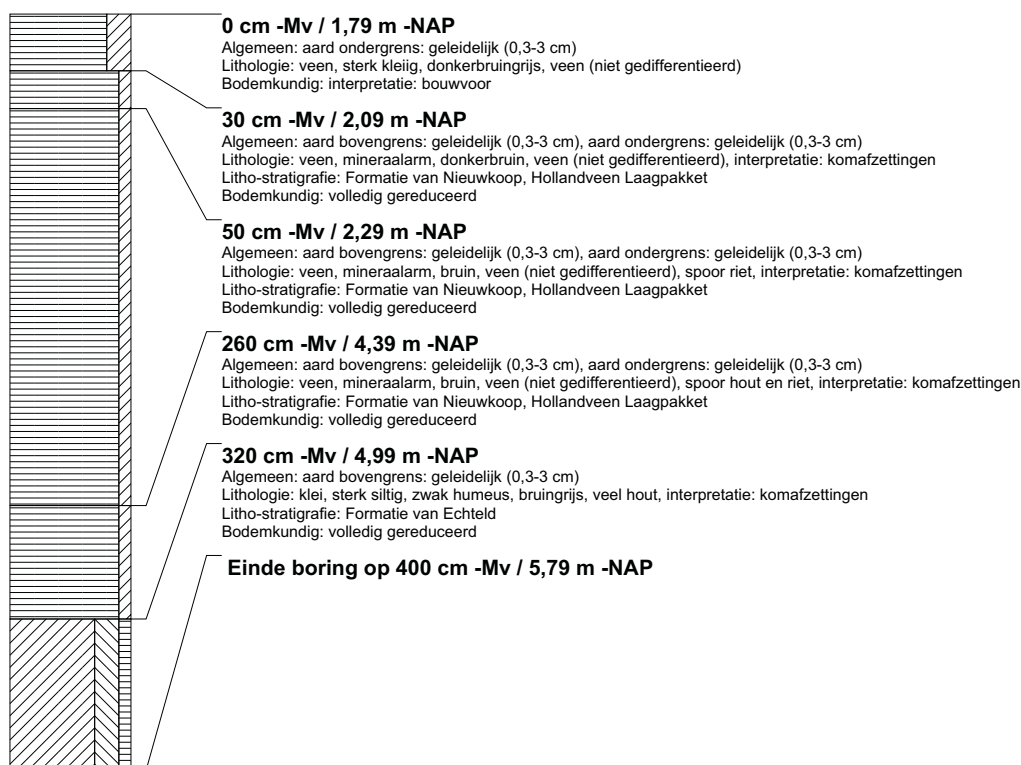 0 cm -Mv / 1,79 m -NAP
Algemeen: aard ondergrens: geleidelijk (0,3-3 cm)
Lithologie: veen, sterk kleiig, donkerbruingrijs, veen (niet gedifferentieerd)
Bodemkundig: interpretatie: bouwvoor
30 cm -Mv / 2,09 m -NAP
Algemeen: aard bovengrens: geleidelijk (0,3-3 cm), aard ondergrens: geleidelijk (0,3-3 cm)
Lithologie: veen, mineraalarm, donkerbruin, veen (niet gedifferentieerd), interpretatie: komafzettingen
Litho-stratigrafie: Formatie van Nieuwkoop, Hollandveen Laagpakket
Bodemkundig: volledig gereduceerd
50 cm -Mv / 2,29 m -NAP
Algemeen: aard bovengrens: geleidelijk (0,3-3 cm), aard ondergrens: geleidelijk (0,3-3 cm)
Lithologie: veen, mineraalarm, bruin, veen (niet gedifferentieerd), spoor riet, interpretatie: komafzettingen
Litho-stratigrafie: Formatie van Nieuwkoop, Hollandveen Laagpakket
Bodemkundig: volledig gereduceerd
260 cm -Mv / 4,39 m -NAP
Algemeen: aard bovengrens: geleidelijk (0,3-3 cm), aard ondergrens: geleidelijk (0,3-3 cm)
Lithologie: veen, mineraalarm, bruin, veen (niet gedifferentieerd), spoor hout en riet, interpretatie: komafzettingen
Litho-stratigrafie: Formatie van Nieuwkoop, Hollandveen Laagpakket
Bodemkundig: volledig gereduceerd
320 cm -Mv / 4,99 m -NAP
Algemeen: aard bovengrens: geleidelijk (0,3-3 cm)
Lithologie: klei, sterk siltig, zwak humeus, bruingrijs, veel hout, interpretatie: komafzettingen
Litho-stratigrafie: Formatie van Echteld
Bodemkundig: volledig gereduceerd
Einde boring op 400 cm -Mv / 5,79 m -NAP